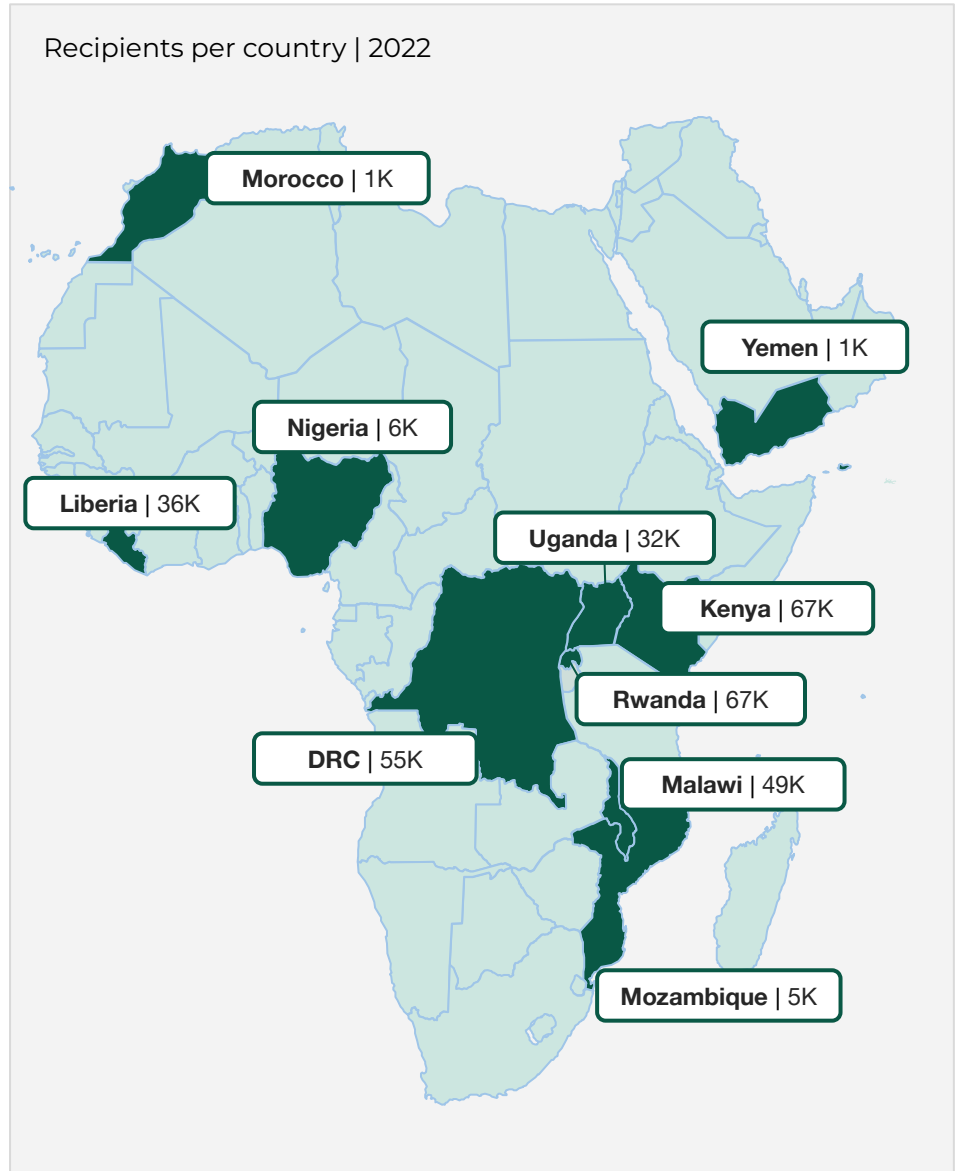 Recipients per country | 2022
Morocco | 1K
Yemen | 1K
Nigeria | 6K
Liberia | 36K
Uganda | 32K
Kenya | 67K
Rwanda | 67K
DRC | 55K
Malawi | 49K
Mozambique | 5K